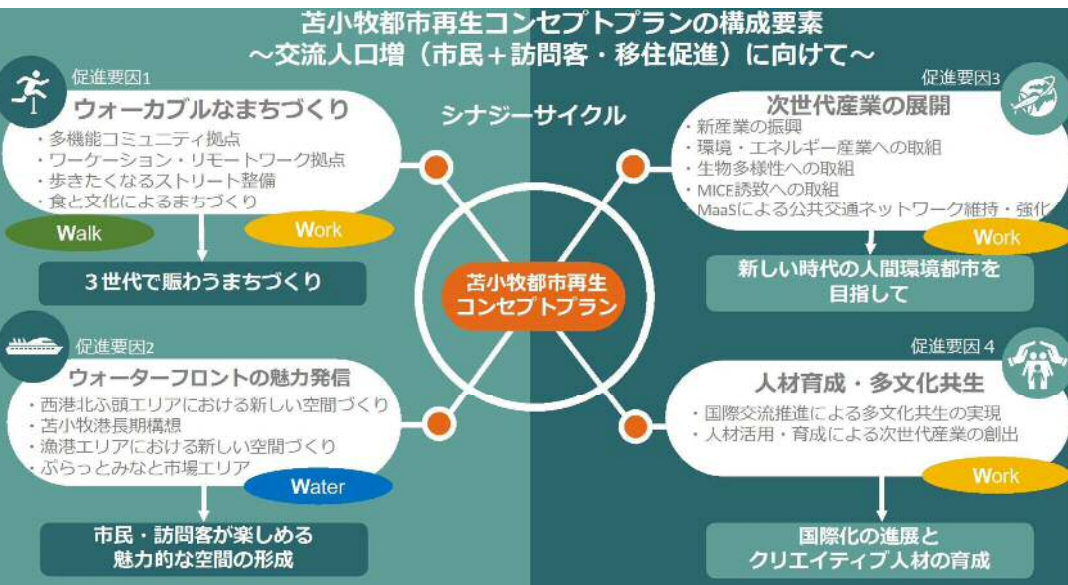 苫小牧都市再生コンセプトプランの構成要素
~交流人口増(市民+訪問客・移住促進)に向けて~
促進要因1
ウォーカブルなまちづくり
・多機能コミュニティ拠点
・ワーケーション・リモートワーク拠点
・歩きたくなるストリート整備
・食と文化によるまちづくり
Walk
Work
3世代で賑わうまちづくり
促進要因2
ウォーターフロントの魅力発信
・西港北ふ頭エリアにおける新しい空間づくり
・苫小牧港長期構想
・漁港エリアにおける新しい空間づくり
・ぷらっとみなと市場エリア
Water
市民・訪問客が楽しめる
魅力的な空間の形成
シナジーサイクル
苫小牧都市再生
コンセプトプラン
促進要因3
次世代産業の展開
・新産業の振興
・環境・エネルギー産業への取組
・生物多様性への取組
・MICE誘致への取組
・MaaSによる公共交通ネットワーク維持・強化
Work
新しい時代の人間環境都市を
目指して
促進要因4
人材育成・多文化共生
・国際交流推進による多文化共生の実現
・人材活用・育成による次世代産業の創出
Work
国際化の進展と
クリエイティブ人材の育成